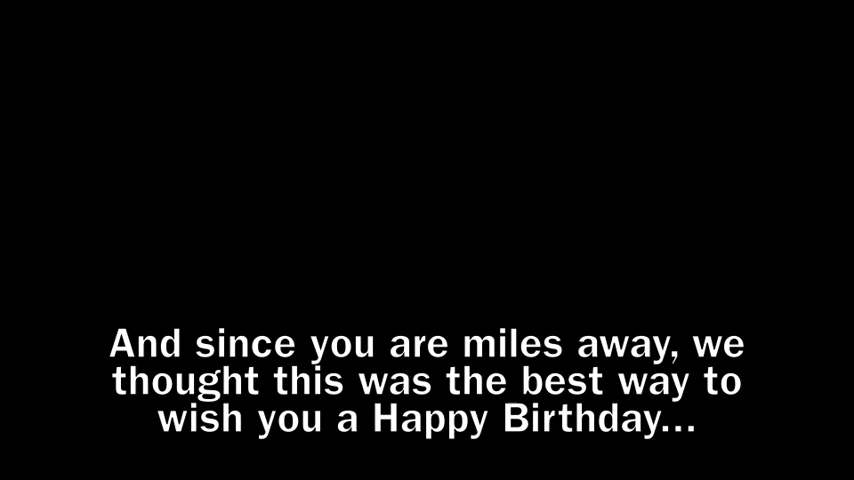 And since you are miles away, we
thought this was the best way to
wish you a Happy Birthday...